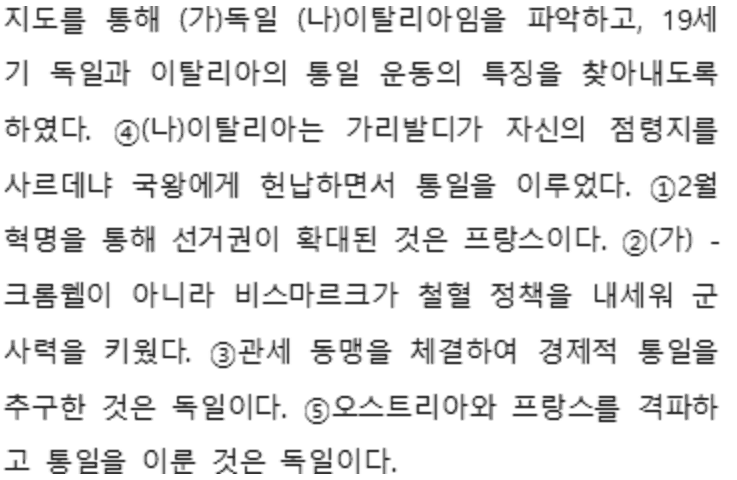 지도를 통해 (가)독일 (나)이탈리아임을 파악하고, 19세
기 독일과 이탈리아의 통일 운동의 특징을 찾아내도록
하였다. ④(나)이탈리아는 가리발디가 자신의 점령지를
사르데냐 국왕에게 헌납하면서 통일을 이루었다. ①2월
혁명을 통해 선거권이 확대된 것은 프랑스이다. ②(가) -
크롬웰이 아니라 비스마르크가 철혈 정책을 내세워 군
사력을 키웠다. ③관세 동맹을 체결하여 경제적 통일을
추구한 것은 독일이다. ⑤오스트리아와 프랑스를 격파하
고 통일을 이룬 것은 독일이다.